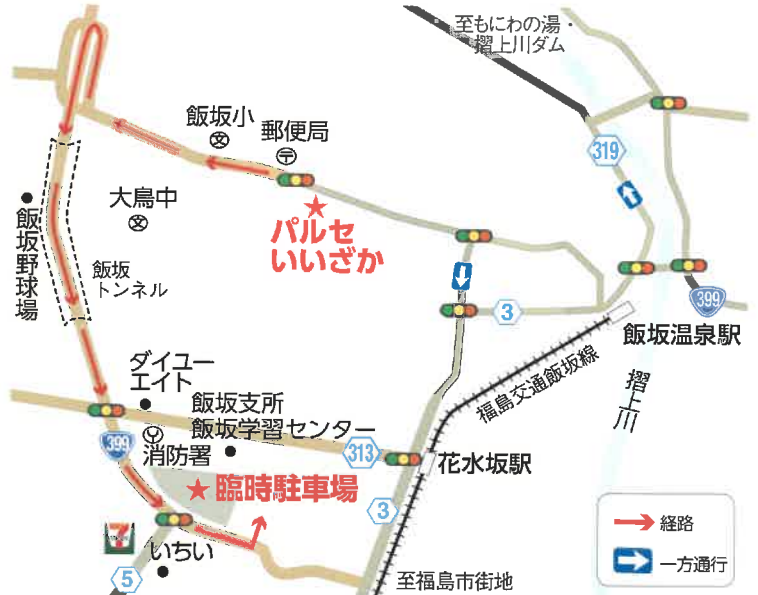 至もにわの湯・
摺上川ダム
飯坂小
郵便局
319
大鳥中
パルセ
いいざか
飯坂野球場
飯坂
トンネル
3
399
飯坂温泉駅
福島交通飯坂線
摺上川
ダイユー
エイト
飯坂支所
飯坂学習センター
399
消防署
313
花水坂駅
臨時駐車場
3
7
いちい
5
至福島市街地
経路
一方通行